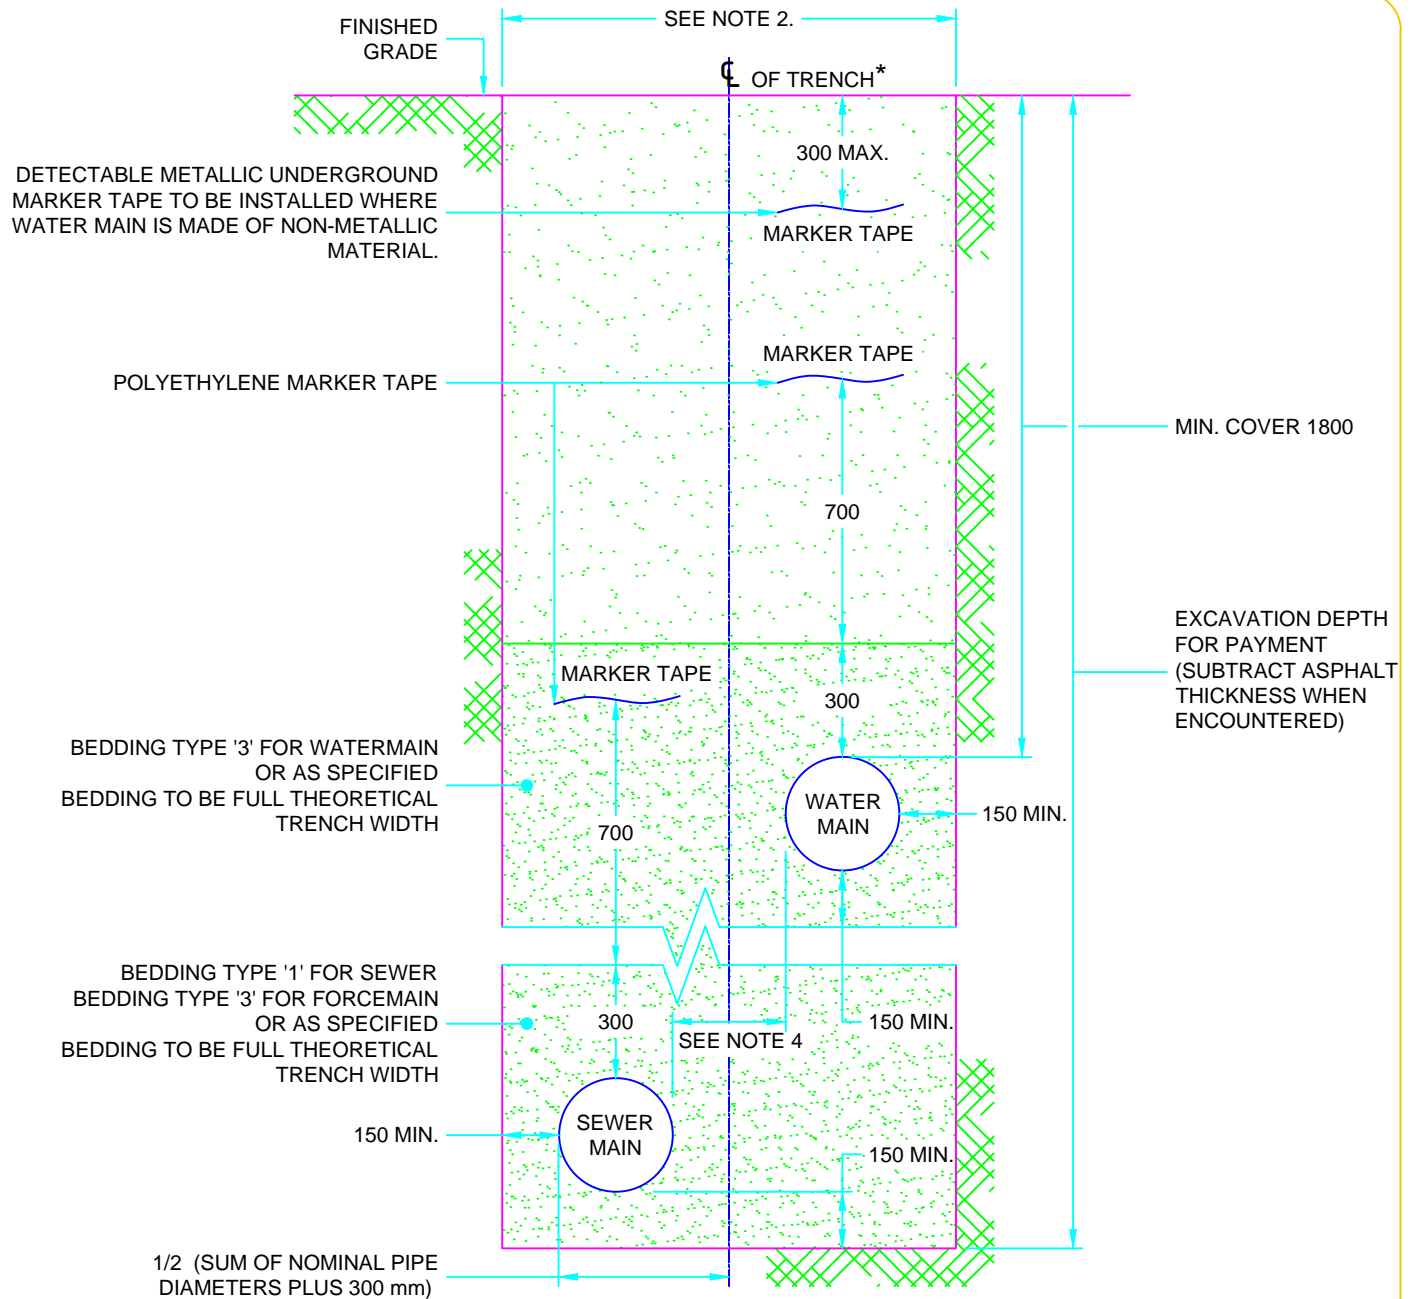 SEE NOTE 2.
FINISHED
GRADE
℄ OF TRENCH*
300 MAX.
DETECTABLE METALLIC UNDERGROUND
MARKER TAPE TO BE INSTALLED WHERE
WATER MAIN IS MADE OF NON-METALLIC
MATERIAL.
MARKER TAPE
MARKER TAPE
POLYETHYLENE MARKER TAPE
MIN. COVER 1800
700
EXCAVATION DEPTH
FOR PAYMENT
(SUBTRACT ASPHALT
THICKNESS WHEN
ENCOUNTERED)
MARKER TAPE
300
BEDDING TYPE '3' FOR WATERMAIN
OR AS SPECIFIED
BEDDING TO BE FULL THEORETICAL
TRENCH WIDTH
WATER
MAIN
150 MIN.
700
BEDDING TYPE '1' FOR SEWER
BEDDING TYPE '3' FOR FORCEMAIN
OR AS SPECIFIED
BEDDING TO BE FULL THEORETICAL
TRENCH WIDTH
300
150 MIN.
SEE NOTE 4
SEWER
MAIN
150 MIN.
150 MIN.
1/2 (SUM OF NOMINAL PIPE
DIAMETERS PLUS 300 mm)